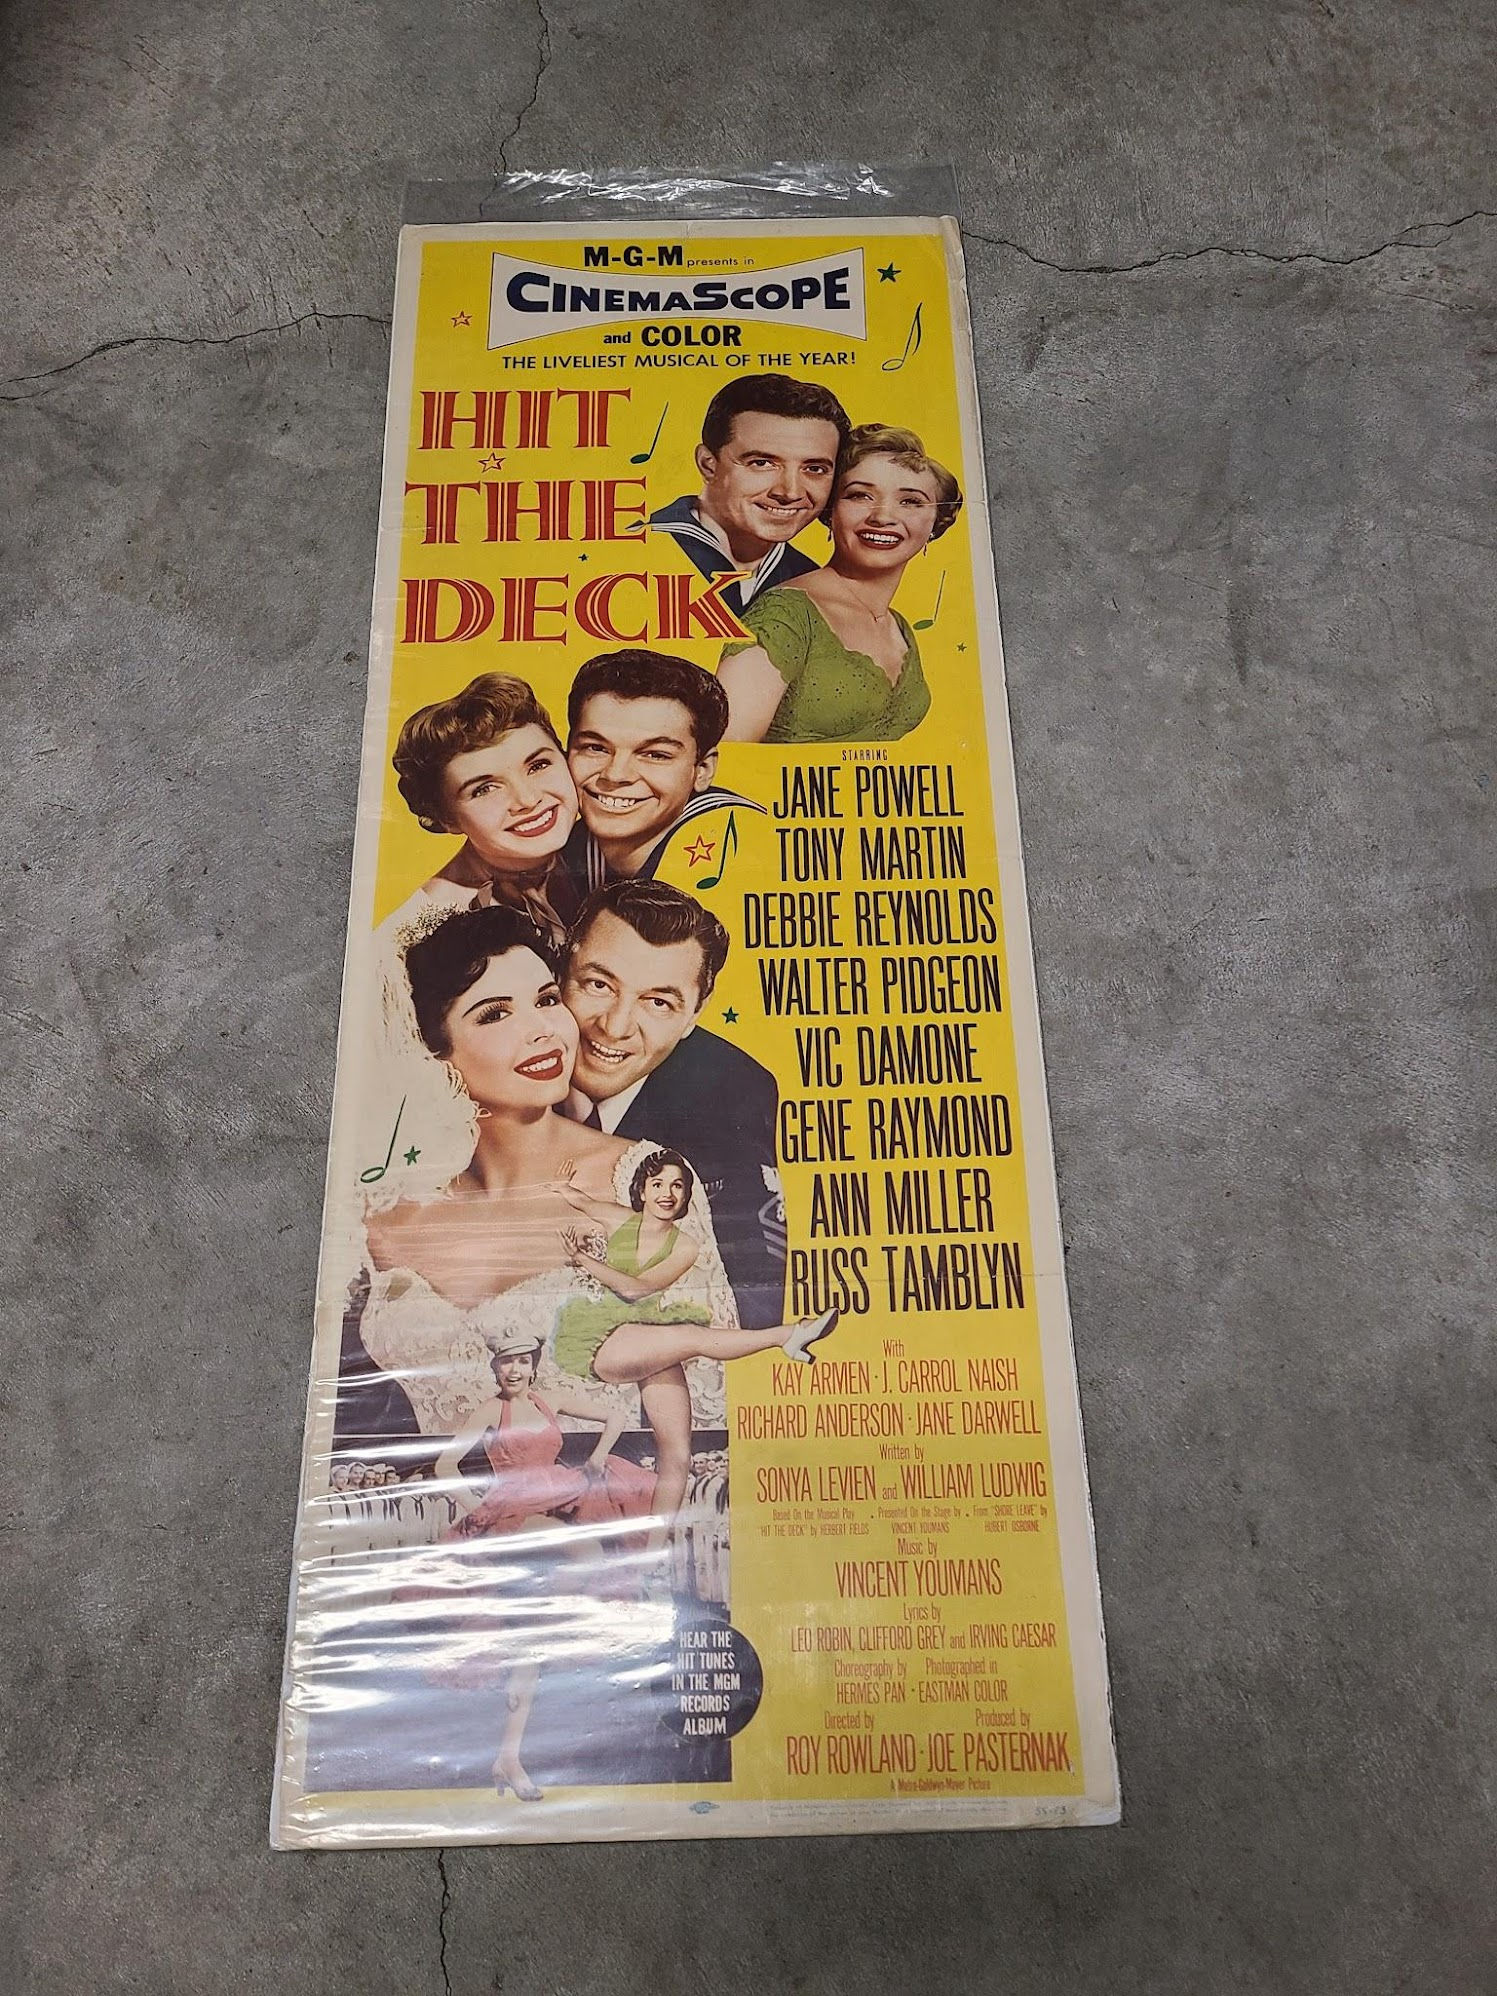 M-G-M presents in
CINEMASCOPE
and COLOR
THE LIVELIEST MUSICAL OF THE YEAR!
HIT
THE
DECK
STARRING
JANE POWELL
TONY MARTIN
DEBBIE REYNOLDS
WALTER PIDGEON
VIC DAMONE
GENE RAYMOND
ANN MILLER
RUSS TAMBLYN
With
KAY ARMEN · J. CARROL NAISH
RICHARD ANDERSON · JANE DARWELL
Written by
SONYA LEVIEN and WILLIAM LUDWIG
Based On the Musical Play · Presented On the Stage by · From "SHORE LEAVE" by
"HIT THE DECK" by HERBERT FIELDS VINCENT YOUMANS HUBERT OSBORNE
Music by
VINCENT YOUMANS
Lyrics by
LEO ROBIN, CLIFFORD GREY and IRVING CAESAR
Choreography by Photographed in
HERMES PAN · EASTMAN COLOR
Directed by Produced by
ROY ROWLAND · JOE PASTERNAK
A Metro-Goldwyn-Mayer Picture
HEAR THE
HIT TUNES
IN THE MGM
RECORDS
ALBUM